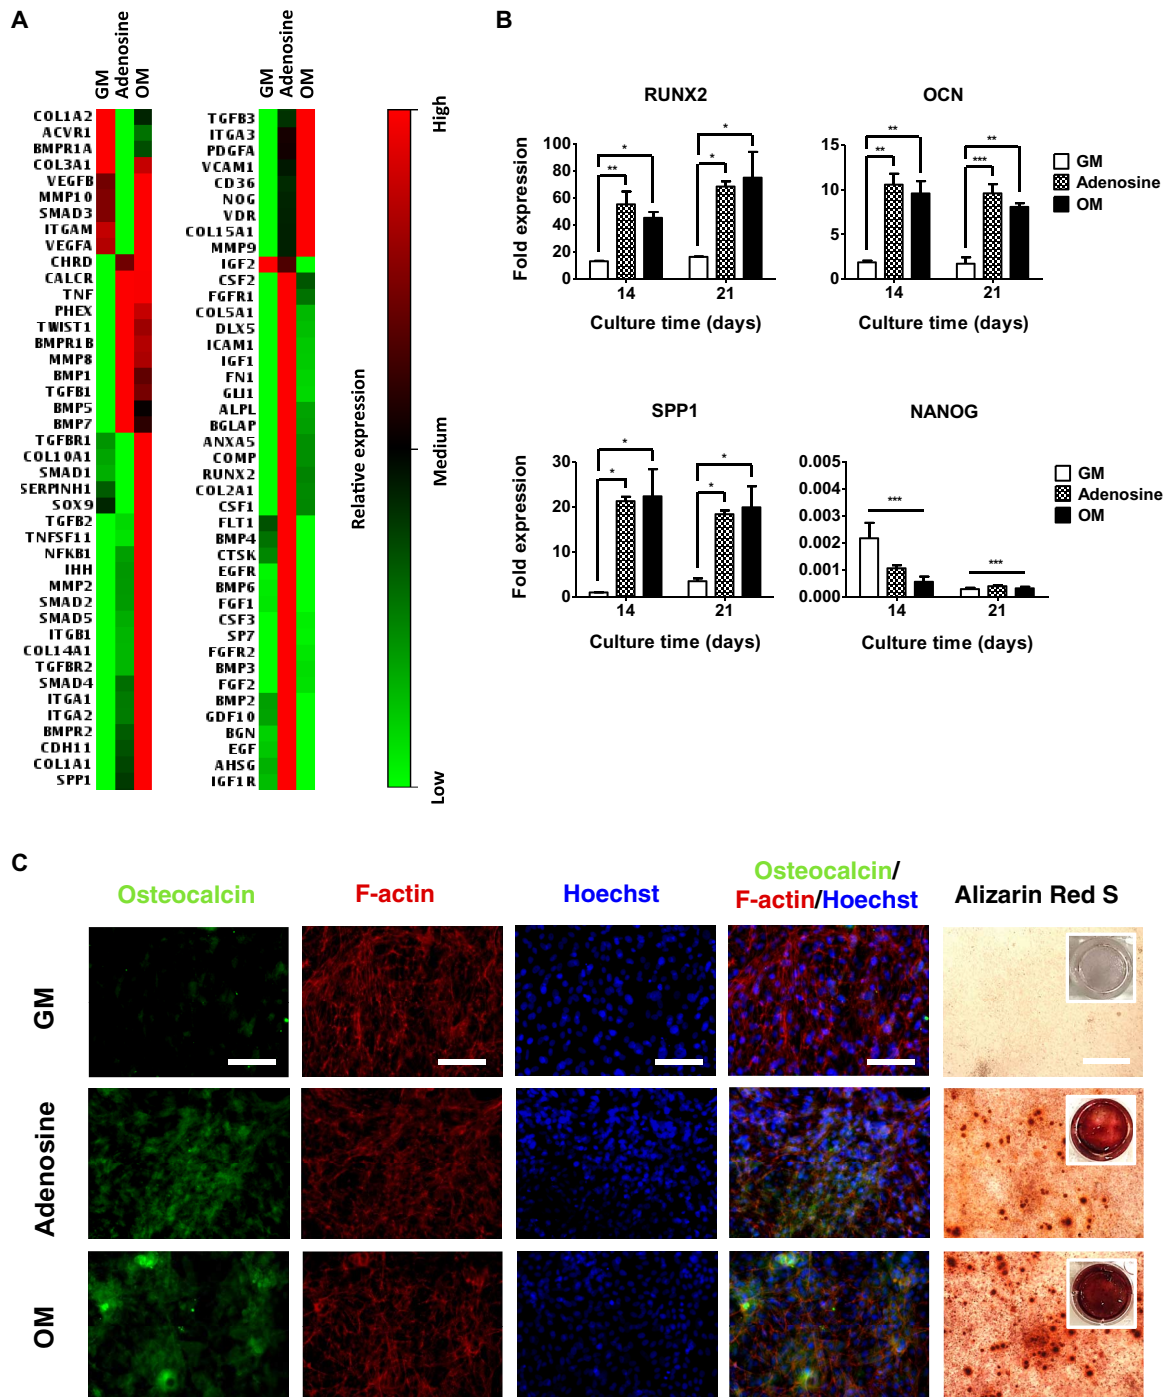 A
GM
Adenosine
OM
COL1A2
ACVR1
BMPR1A
COL3A1
VEGFB
MMP10
SMAD3
ITGAM
VEGFA
CHRD
CALCR
TNF
PHEX
TWIST1
BMPR1B
MMP8
BMP1
TGFB1
BMP5
BMP7
TGFBR1
COL10A1
SMAD1
SERPINH1
SOX9
TGFB2
TNFSF11
NFKB1
IHH
MMP2
SMAD2
SMAD5
ITGB1
COL14A1
TGFBR2
SMAD4
ITGA1
ITGA2
BMPR2
CDH11
COL1A1
SPP1
GM
Adenosine
OM
TGFB3
ITGA3
PDGFA
VCAM1
CD36
NOG
VDR
COL15A1
MMP9
IGF2
CSF2
FGFR1
COL5A1
DLX5
ICAM1
IGF1
FN1
GLI1
ALPL
BGLAP
ANXA5
COMP
RUNX2
COL2A1
CSF1
FLT1
BMP4
CTSK
EGFR
BMP6
FGF1
CSF3
SP7
FGFR2
BMP3
FGF2
BMP2
GDF10
BGN
EGF
AHSG
IGF1R
Relative expression
High
Medium
Low
B
RUNX2
Fold expression
100
80
60
40
20
0
**
*
*
*
14
21
Culture time (days)
OCN
15
10
5
0
**
**
***
**
14
21
Culture time (days)
GM
Adenosine
OM
SPP1
Fold expression
30
20
10
0
*
*
*
*
14
21
Culture time (days)
NANOG
0.005
0.004
0.003
0.002
0.001
0.000
***
***
14
21
Culture time (days)
GM
Adenosine
OM
C
Osteocalcin
F-actin
Hoechst
Osteocalcin/
F-actin/Hoechst
Alizarin Red S
GM
Adenosine
OM